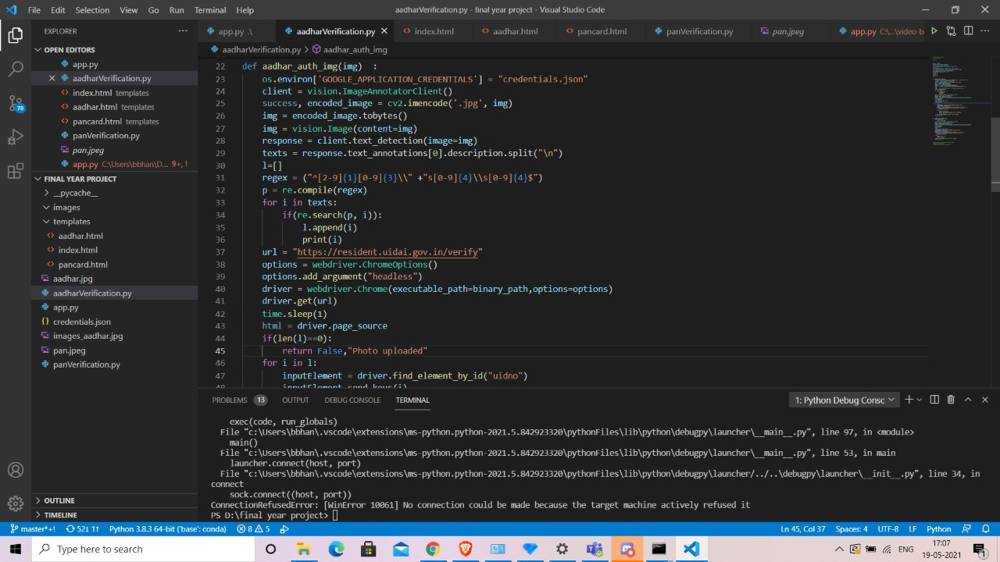 File Edit Selection View Go Run Terminal Help
aadharVerification.py - final year project - Visual Studio Code
EXPLORER
app.py .\
aadharVerification.py
index.html
aadhar.html
pancard.html
panVerification.py
pan.jpeg
app.py C:\...\video-b
OPEN EDITORS
app.py
aadharVerification.py
index.html templates
aadhar.html templates
pancard.html templates
panVerification.py
pan.jpeg
app.py C:\Users\bbhan\D... 9+, !
FINAL YEAR PROJECT
__pycache__
images
templates
aadhar.html
index.html
pancard.html
aadhar.jpg
aadharVerification.py
app.py
credentials.json
images_aadhar.jpg
pan.jpeg
panVerification.py
OUTLINE
TIMELINE
78
aadharVerification.py > aadhar_auth_img
22 def aadhar_auth_img(img) :
23 os.environ['GOOGLE_APPLICATION_CREDENTIALS'] = "credentials.json"
24 client = vision.ImageAnnotatorClient()
25 success, encoded_image = cv2.imencode('.jpg', img)
26 img = encoded_image.tobytes()
27 img = vision.Image(content=img)
28 response = client.text_detection(image=img)
29 texts = response.text_annotations[0].description.split("\n")
30 l=[]
31 regex = ("^[2-9]{1}[0-9]{3}\\" +"s[0-9]{4}\\s[0-9]{4}$")
32 p = re.compile(regex)
33 for i in texts:
34 if(re.search(p, i)):
35 l.append(i)
36 print(i)
37 url = "https://resident.uidai.gov.in/verify"
38 options = webdriver.ChromeOptions()
39 options.add_argument("headless")
40 driver = webdriver.Chrome(executable_path=binary_path,options=options)
41 driver.get(url)
42 time.sleep(1)
43 html = driver.page_source
44 if(len(l)==0):
45 return False,"Photo uploaded"
46 for i in l:
47 inputElement = driver.find_element_by_id("uidno")
48 inputElement.send_keys(i)
PROBLEMS 13 OUTPUT DEBUG CONSOLE TERMINAL
1: Python Debug Consc
exec(code, run_globals)
File "c:\Users\bbhan\.vscode\extensions\ms-python.python-2021.5.842923320\pythonFiles\lib\python\debugpy\launcher\__main__.py", line 97, in <module>
main()
File "c:\Users\bbhan\.vscode\extensions\ms-python.python-2021.5.842923320\pythonFiles\lib\python\debugpy\launcher\__main__.py", line 53, in main
launcher.connect(host, port)
File "c:\Users\bbhan\.vscode\extensions\ms-python.python-2021.5.842923320\pythonFiles\lib\python\debugpy\launcher/../..\debugpy\launcher\__init__.py", line 34, in
connect
sock.connect((host, port))
ConnectionRefusedError: [WinError 10061] No connection could be made because the target machine actively refused it
PS D:\final year project>
master*+! 52↓ 1↑ Python 3.8.3 64-bit ('base': conda) 8 5
Ln 45, Col 37 Spaces: 4 UTF-8 LF Python
Type here to search
ENG
17:07
19-05-2021
1